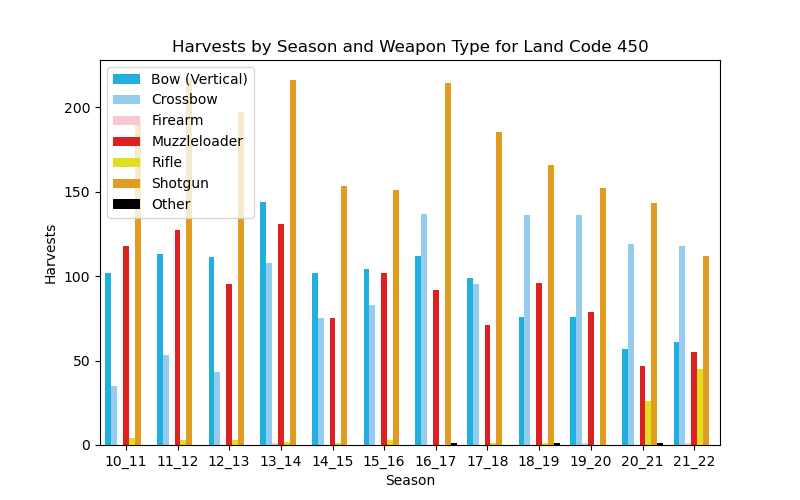 Harvests by Season and Weapon Type for Land Code 450
Bow (Vertical)
Crossbow
Firearm
Muzzleloader
Rifle
Shotgun
Other
200
150
100
50
0
Harvests
10_11 11_12 12_13 13_14 14_15 15_16 16_17 17_18 18_19 19_20 20_21 21_22
Season